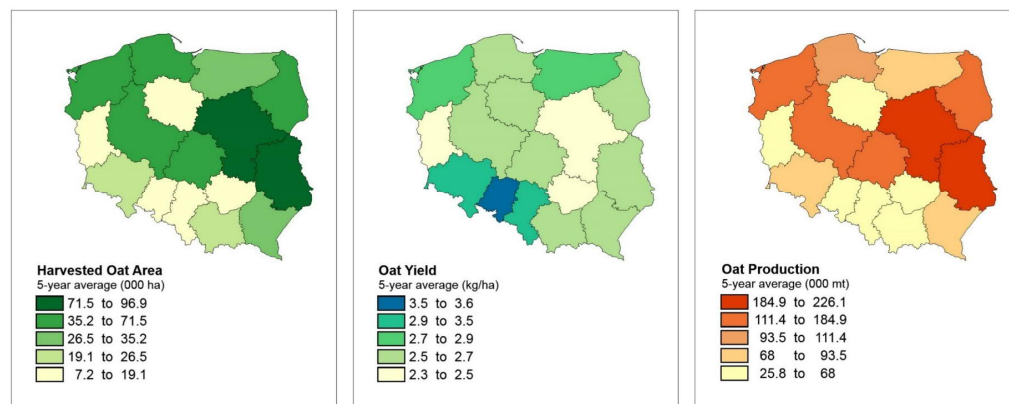 Harvested Oat Area
5-year average (000 ha)
71.5 to 96.9
35.2 to 71.5
26.5 to 35.2
19.1 to 26.5
7.2 to 19.1
Oat Yield
5-year average (kg/ha)
3.5 to 3.6
2.9 to 3.5
2.7 to 2.9
2.5 to 2.7
2.3 to 2.5
Oat Production
5-year average (000 mt)
184.9 to 226.1
111.4 to 184.9
93.5 to 111.4
68 to 93.5
25.8 to 68